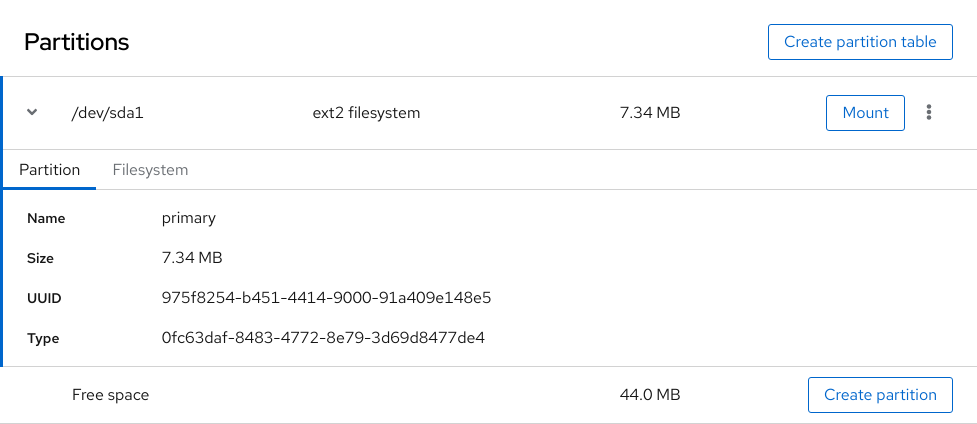 Partitions
Create partition table
/dev/sda1 ext2 filesystem 7.34 MB Mount
Partition Filesystem
Name primary
Size 7.34 MB
UUID 975f8254-b451-4414-9000-91a409e148e5
Type 0fc63daf-8483-4772-8e79-3d69d8477de4
Free space 44.0 MB Create partition